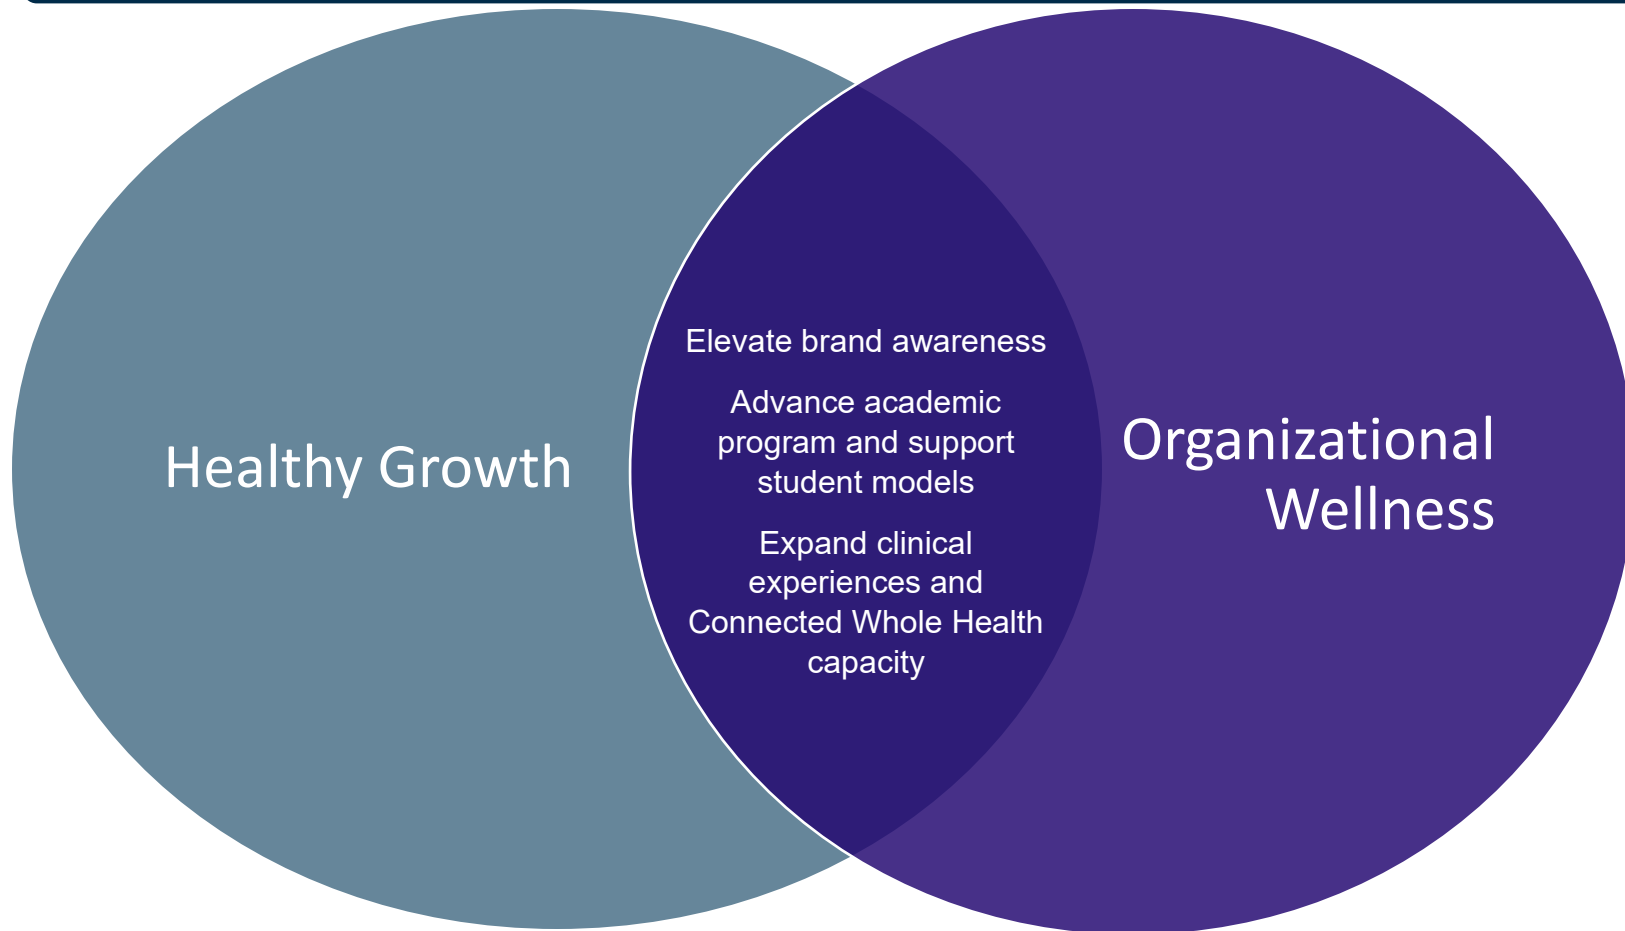 Healthy Growth
Elevate brand awareness
Advance academic
program and support
student models
Expand clinical
experiences and
Connected Whole Health
capacity
Organizational
Wellness